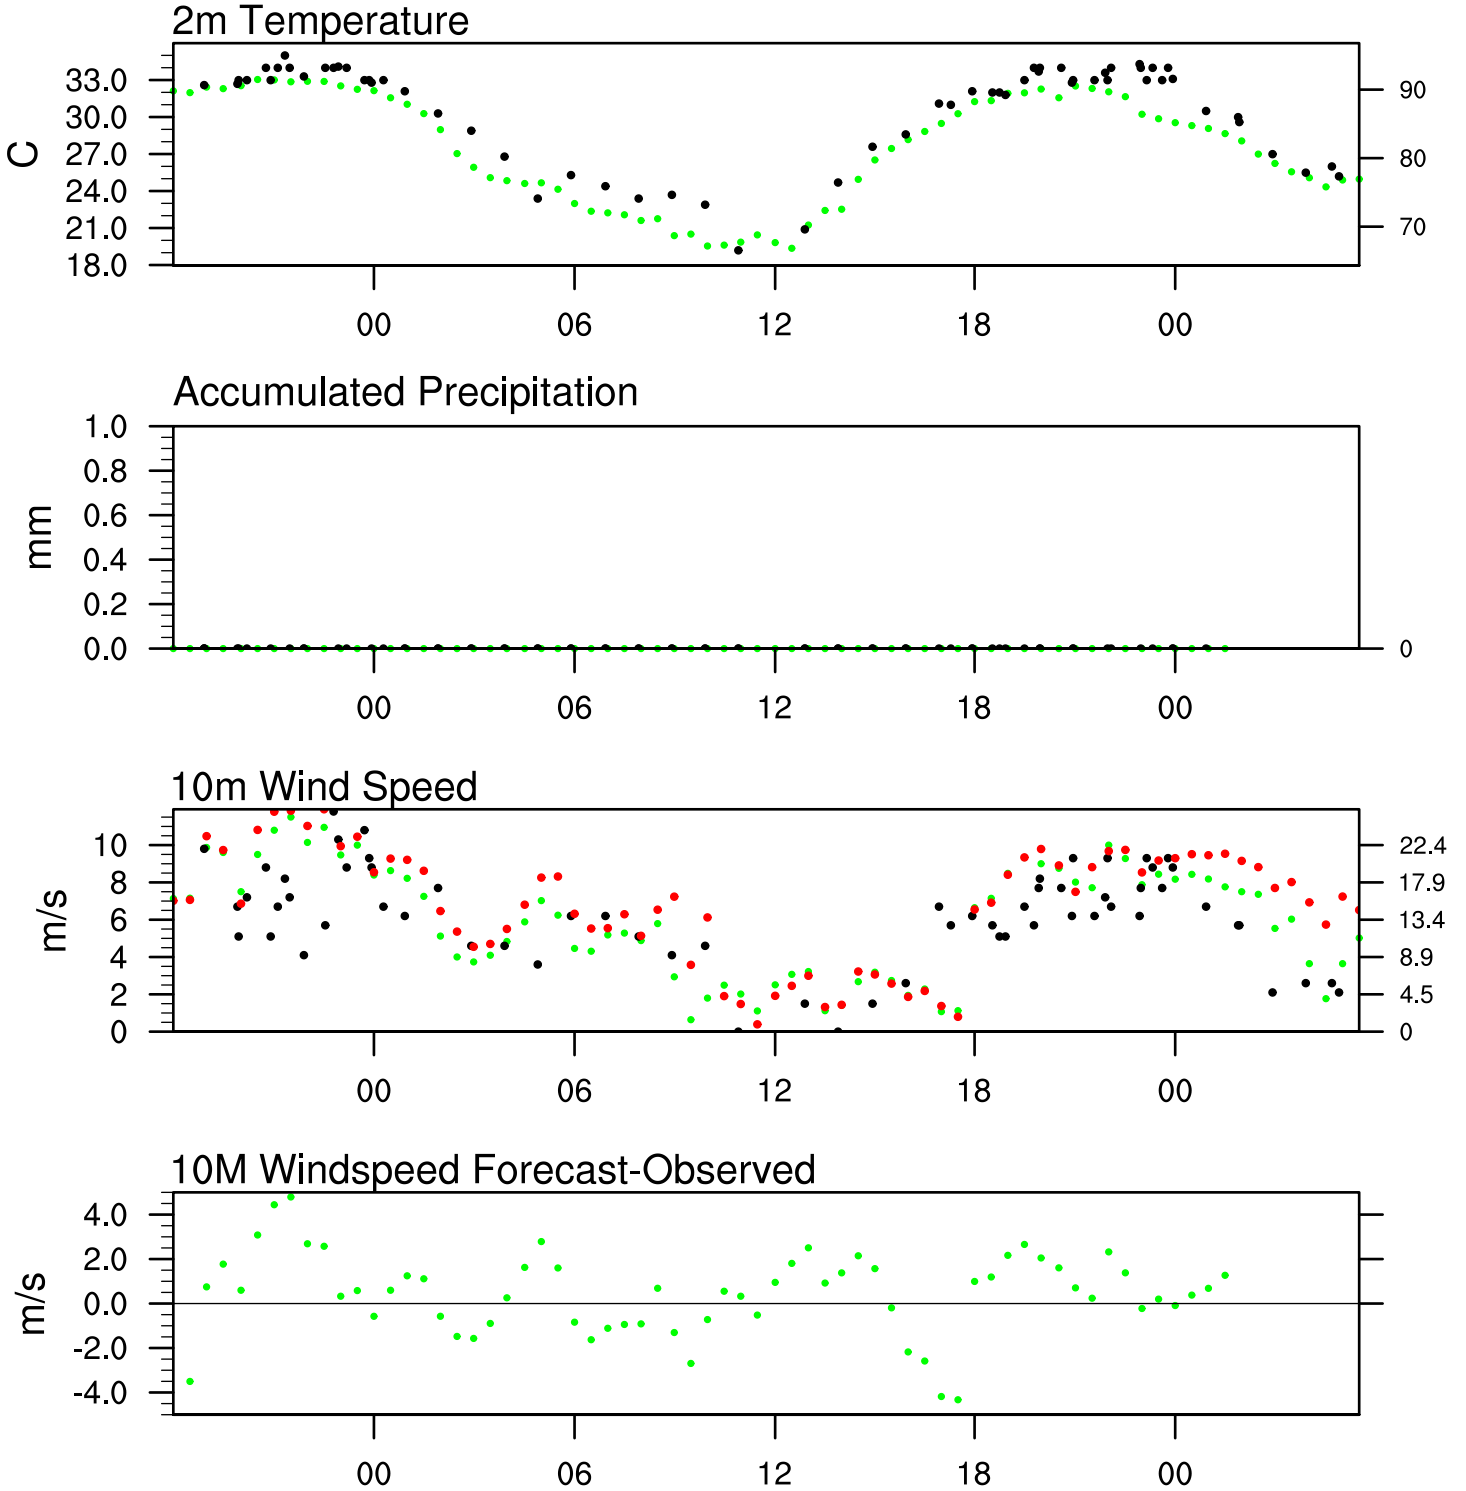 2m Temperature
C
33.0
30.0
27.0
24.0
21.0
18.0
90
80
70
00 06 12 18 00
Accumulated Precipitation
mm
1.0
0.8
0.6
0.4
0.2
0.0
0
00 06 12 18 00
10m Wind Speed
m/s
10
8
6
4
2
0
22.4
17.9
13.4
8.9
4.5
0
00 06 12 18 00
10M Windspeed Forecast-Observed
m/s
4.0
2.0
0.0
-2.0
-4.0
00 06 12 18 00